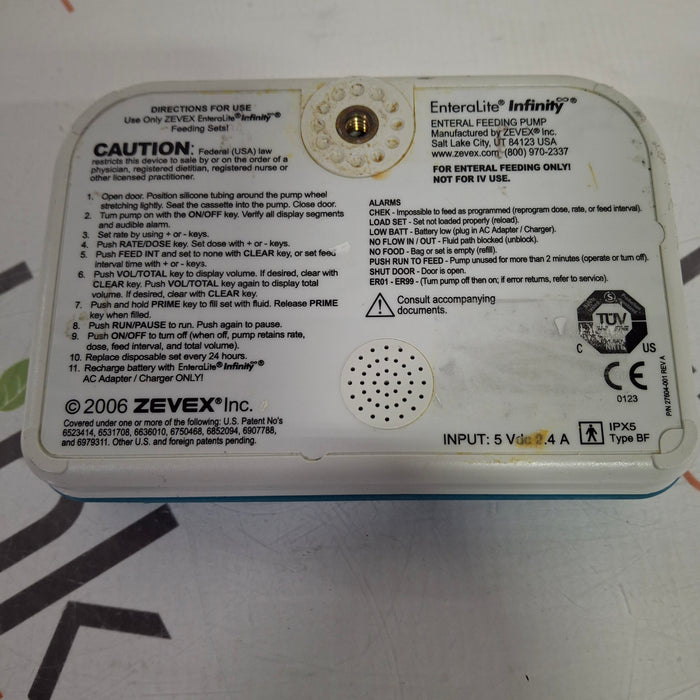 DIRECTIONS FOR USE
Use Only ZEVEX EnteraLite® Infinity®
Feeding Sets!
CAUTION: Federal (USA) law
restricts this device to sale by or on the order of a
physician, registered dietitian, registered nurse or
other licensed practitioner.
1. Open door. Position silicone tubing around the pump wheel
stretching lightly. Seat the cassette into the pump. Close door.
2. Turn pump on with the ON/OFF key. Verify all display segments
and audible alarm.
3. Set rate by using + or - keys.
4. Push RATE/DOSE key. Set dose with + or - keys.
5. Push FEED INT and set to none with CLEAR key, or set feed
interval time with + or - keys.
6. Push VOL/TOTAL key to display volume. If desired, clear with
CLEAR key. Push VOL/TOTAL key again to display total
volume. If desired, clear with CLEAR key.
7. Push and hold PRIME key to fill set with fluid. Release PRIME
key when filled.
8. Push RUN/PAUSE to run. Push again to pause.
9. Push ON/OFF to turn off (when off, pump retains rate,
dose, feed interval, and total volume).
10. Replace disposable set every 24 hours.
11. Recharge battery with EnteraLite® Infinity®
AC Adapter / Charger ONLY!
© 2006 ZEVEX® Inc.
Covered under one or more of the following: U.S. Patent No's
6523414, 6531708, 6636010, 6750468, 6852094, 6907788,
and 6979311. Other U.S. and foreign patents pending.
EnteraLite® Infinity®
ENTERAL FEEDING PUMP
Manufactured by ZEVEX® Inc.
Salt Lake City, UT 84123 USA
www.zevex.com (800) 970-2337
FOR ENTERAL FEEDING ONLY!
NOT FOR IV USE.
ALARMS
CHEK - Impossible to feed as programmed (reprogram dose, rate, or feed interval).
LOAD SET - Set not loaded properly (reload).
LOW BATT - Battery low (plug in AC Adapter / Charger).
NO FLOW IN / OUT - Fluid path blocked (unblock).
NO FOOD - Bag or set is empty (refill).
PUSH RUN TO FEED - Pump unused for more than 2 minutes (operate or turn off).
SHUT DOOR - Door is open.
ER01 - ER99 - (Turn pump off then on; if error returns, refer to service).
Consult accompanying
documents.
TÜV
C US
CE
0123
P/N 27604-001 REV A
INPUT: 5 Vdc 2.4 A
IPX5
Type BF